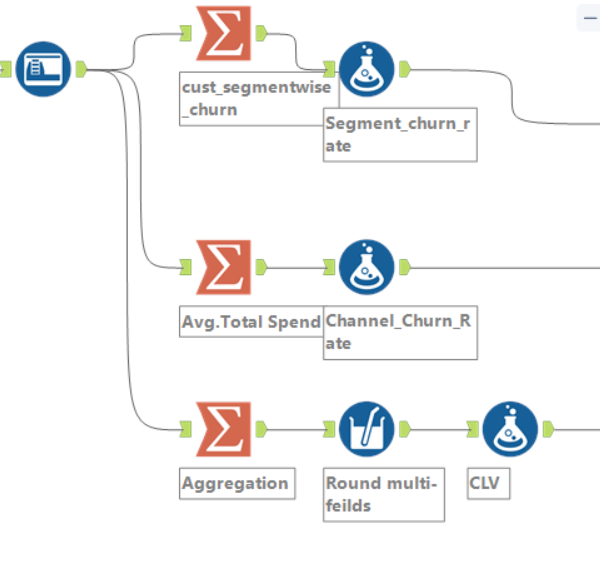 cust_segmentwise
_churn
Segment_churn_r
ate
Avg.Total Spend
Channel_Churn_R
ate
Aggregation
Round multi-
feilds
CLV